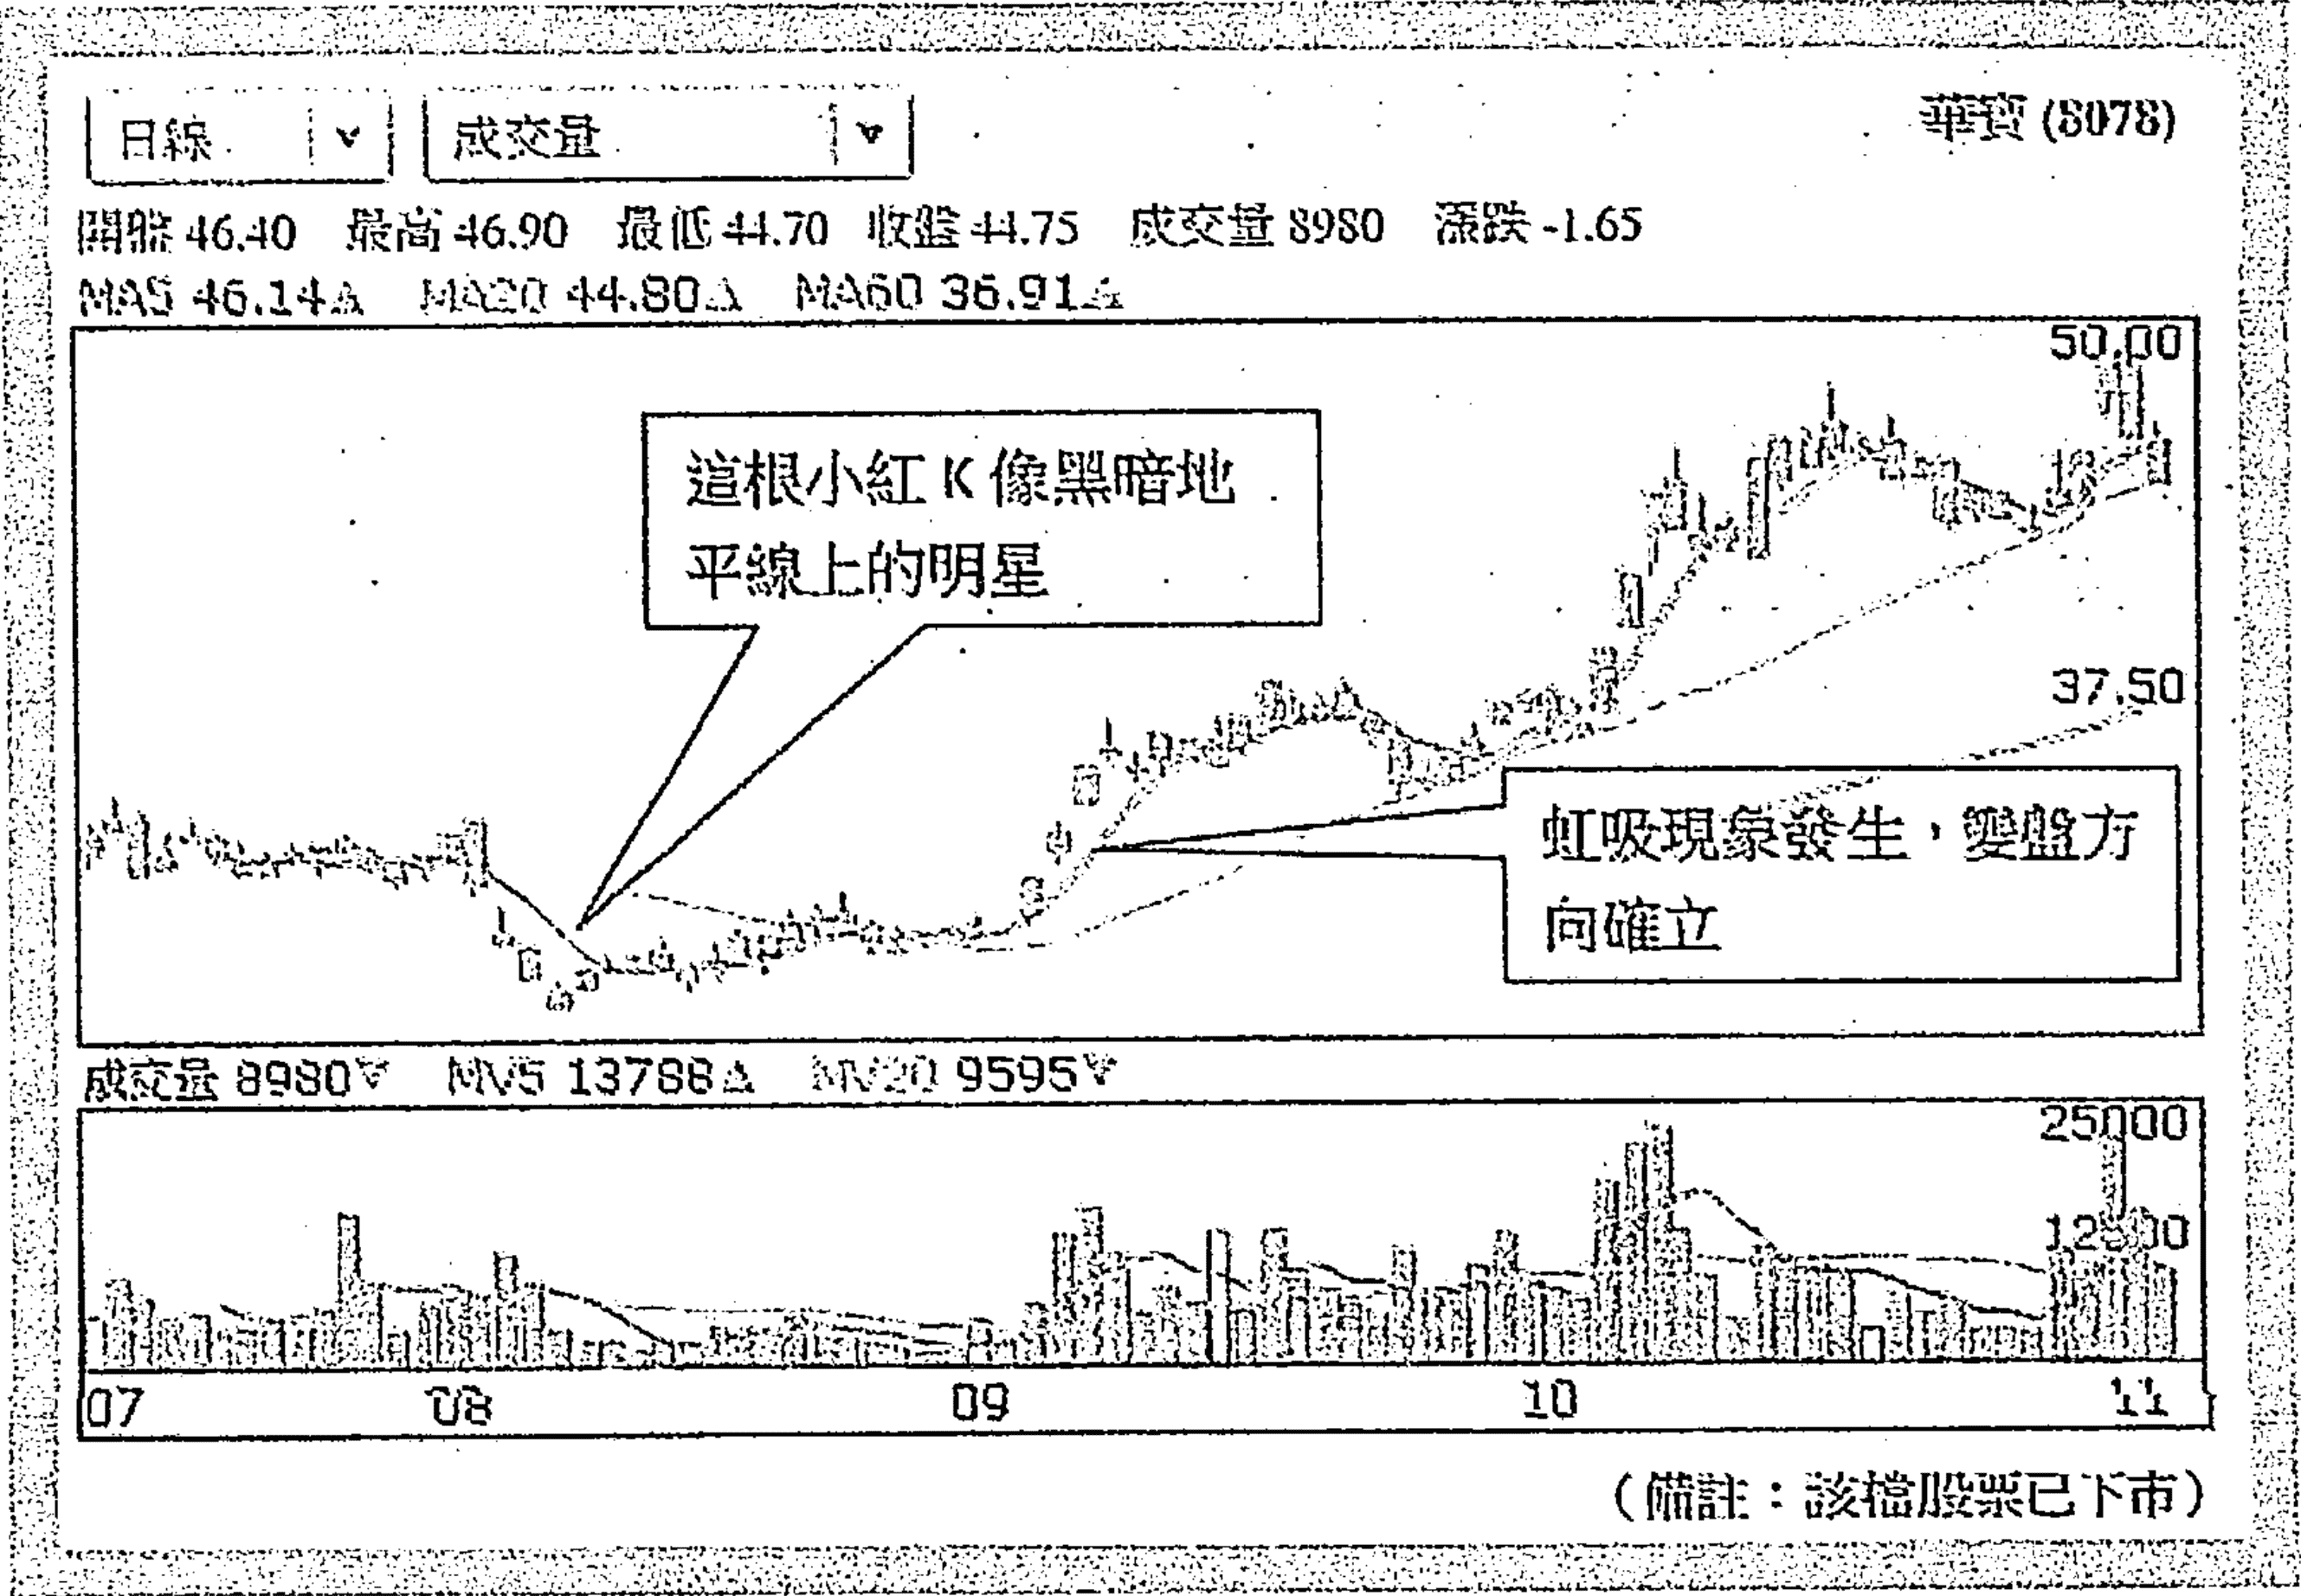 日線 成交量 華寶 (8078)
開盤 46.40 最高 46.90 最低 44.70 收盤 44.75 成交量 8980 漲跌 -1.65
MA5 46.14△ MA20 44.80△ MA60 36.91△
50.00
這根小紅 K 像黑暗地
平線上的明星
37.50
虹吸現象發生，變盤方
向確立
成交量 8980▽ MV5 13788△ MV20 9595▽
25000
12500
07 08 09 10 11
（備註：該檔股票已下市）